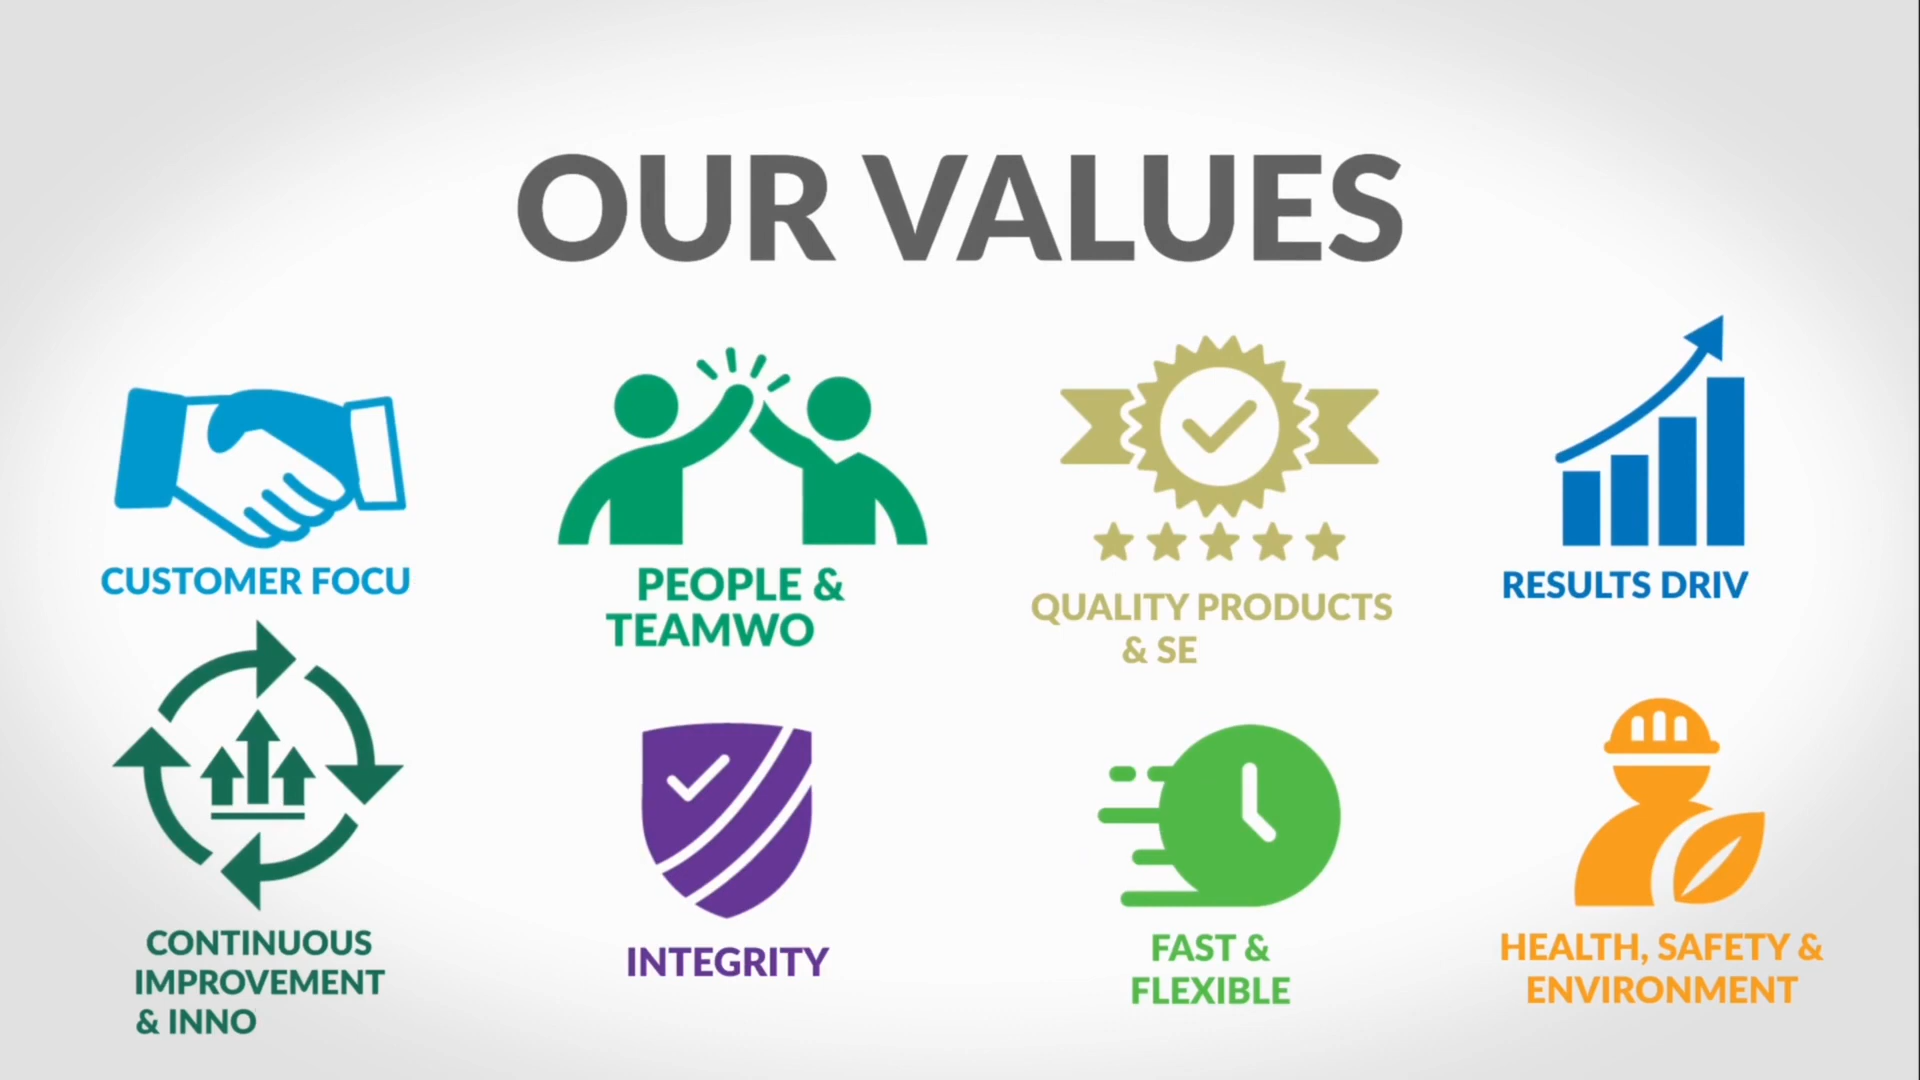 OUR VALUES
CUSTOMER FOCU
PEOPLE &
TEAMWO
QUALITY PRODUCTS
& SE
RESULTS DRIV
CONTINUOUS
IMPROVEMENT
& INNO
INTEGRITY
FAST &
FLEXIBLE
HEALTH, SAFETY &
ENVIRONMENT